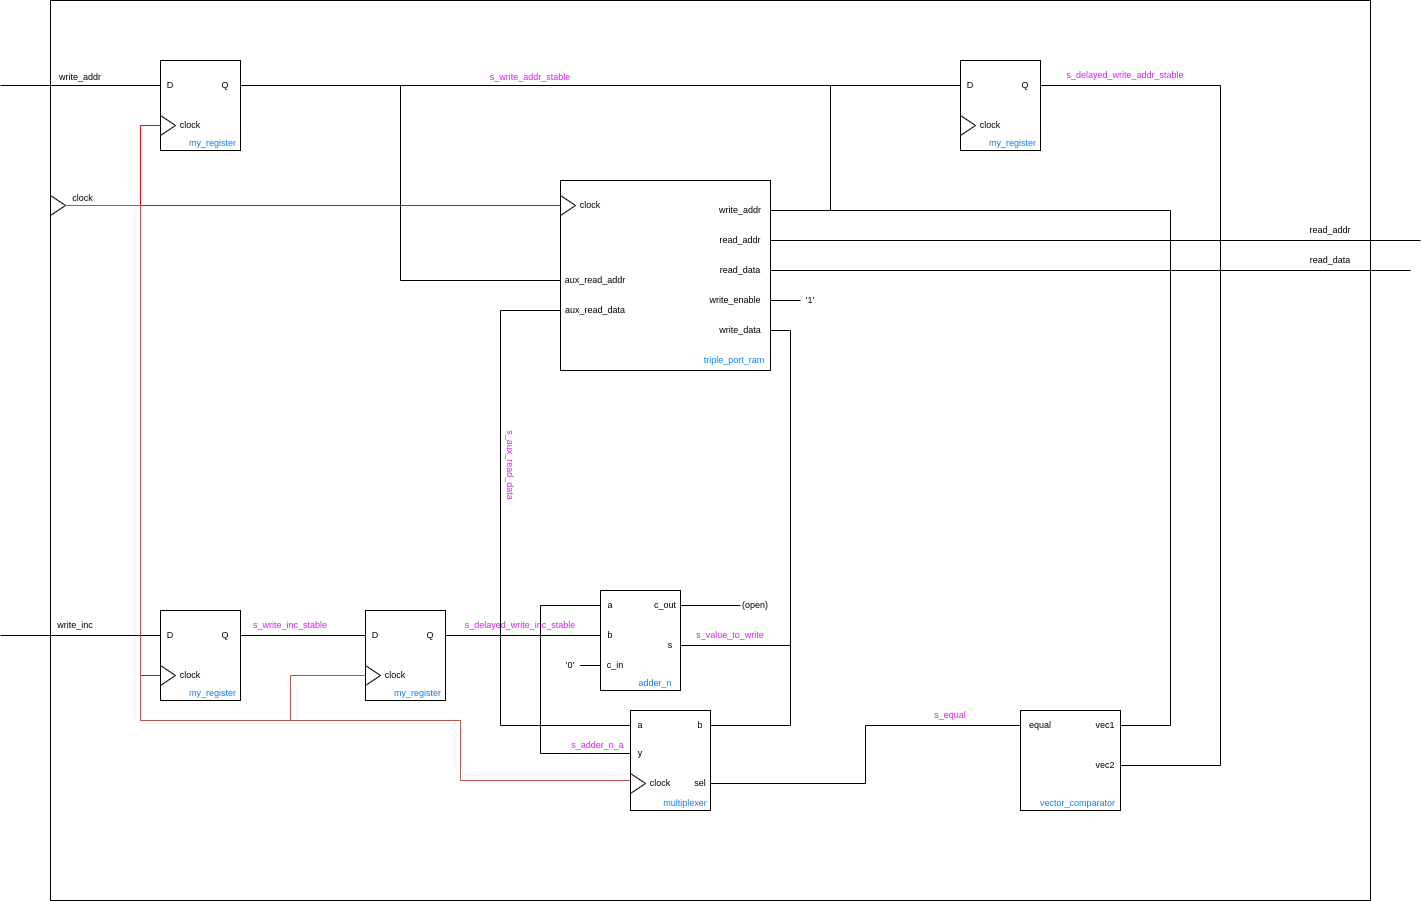 write_addr
D
Q
clock
my_register
s_write_addr_stable
D
Q
clock
my_register
s_delayed_write_addr_stable
clock
clock
write_addr
read_addr
read_data
write_enable
'1'
write_data
aux_read_addr
aux_read_data
triple_port_ram
read_addr
read_data
s_aux_read_data
write_inc
D
Q
clock
my_register
s_write_inc_stable
D
Q
clock
my_register
s_delayed_write_inc_stable
a
c_out
(open)
b
s
s_value_to_write
'0'
c_in
adder_n
a
b
s_adder_n_a
y
clock
sel
multiplexer
s_equal
equal
vec1
vec2
vector_comparator